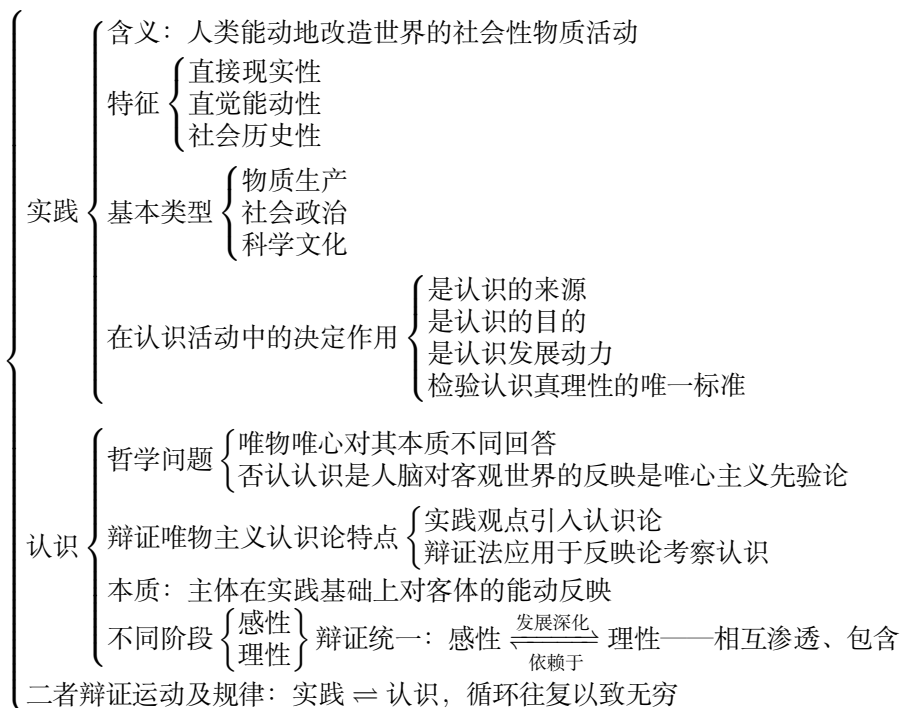 含义：人类能动地改造世界的社会性物质活动
特征
直接现实性
直觉能动性
社会历史性
实践
基本类型
物质生产
社会政治
科学文化
在认识活动中的决定作用
是认识的来源
是认识的目的
是认识发展动力
检验认识真理性的唯一标准
认识
哲学问题
唯物唯心对其本质不同回答
否认认识是人脑对客观世界的反映是唯心主义先验论
辩证唯物主义认识论特点
实践观点引入认识论
辩证法应用于反映论考察认识
本质：主体在实践基础上对客体的能动反映
不同阶段 感性 理性 辩证统一：感性 发展深化 ⇌ 依赖于 理性——相互渗透、包含
二者辩证运动及规律：实践 ⇌ 认识，循环往复以致无穷